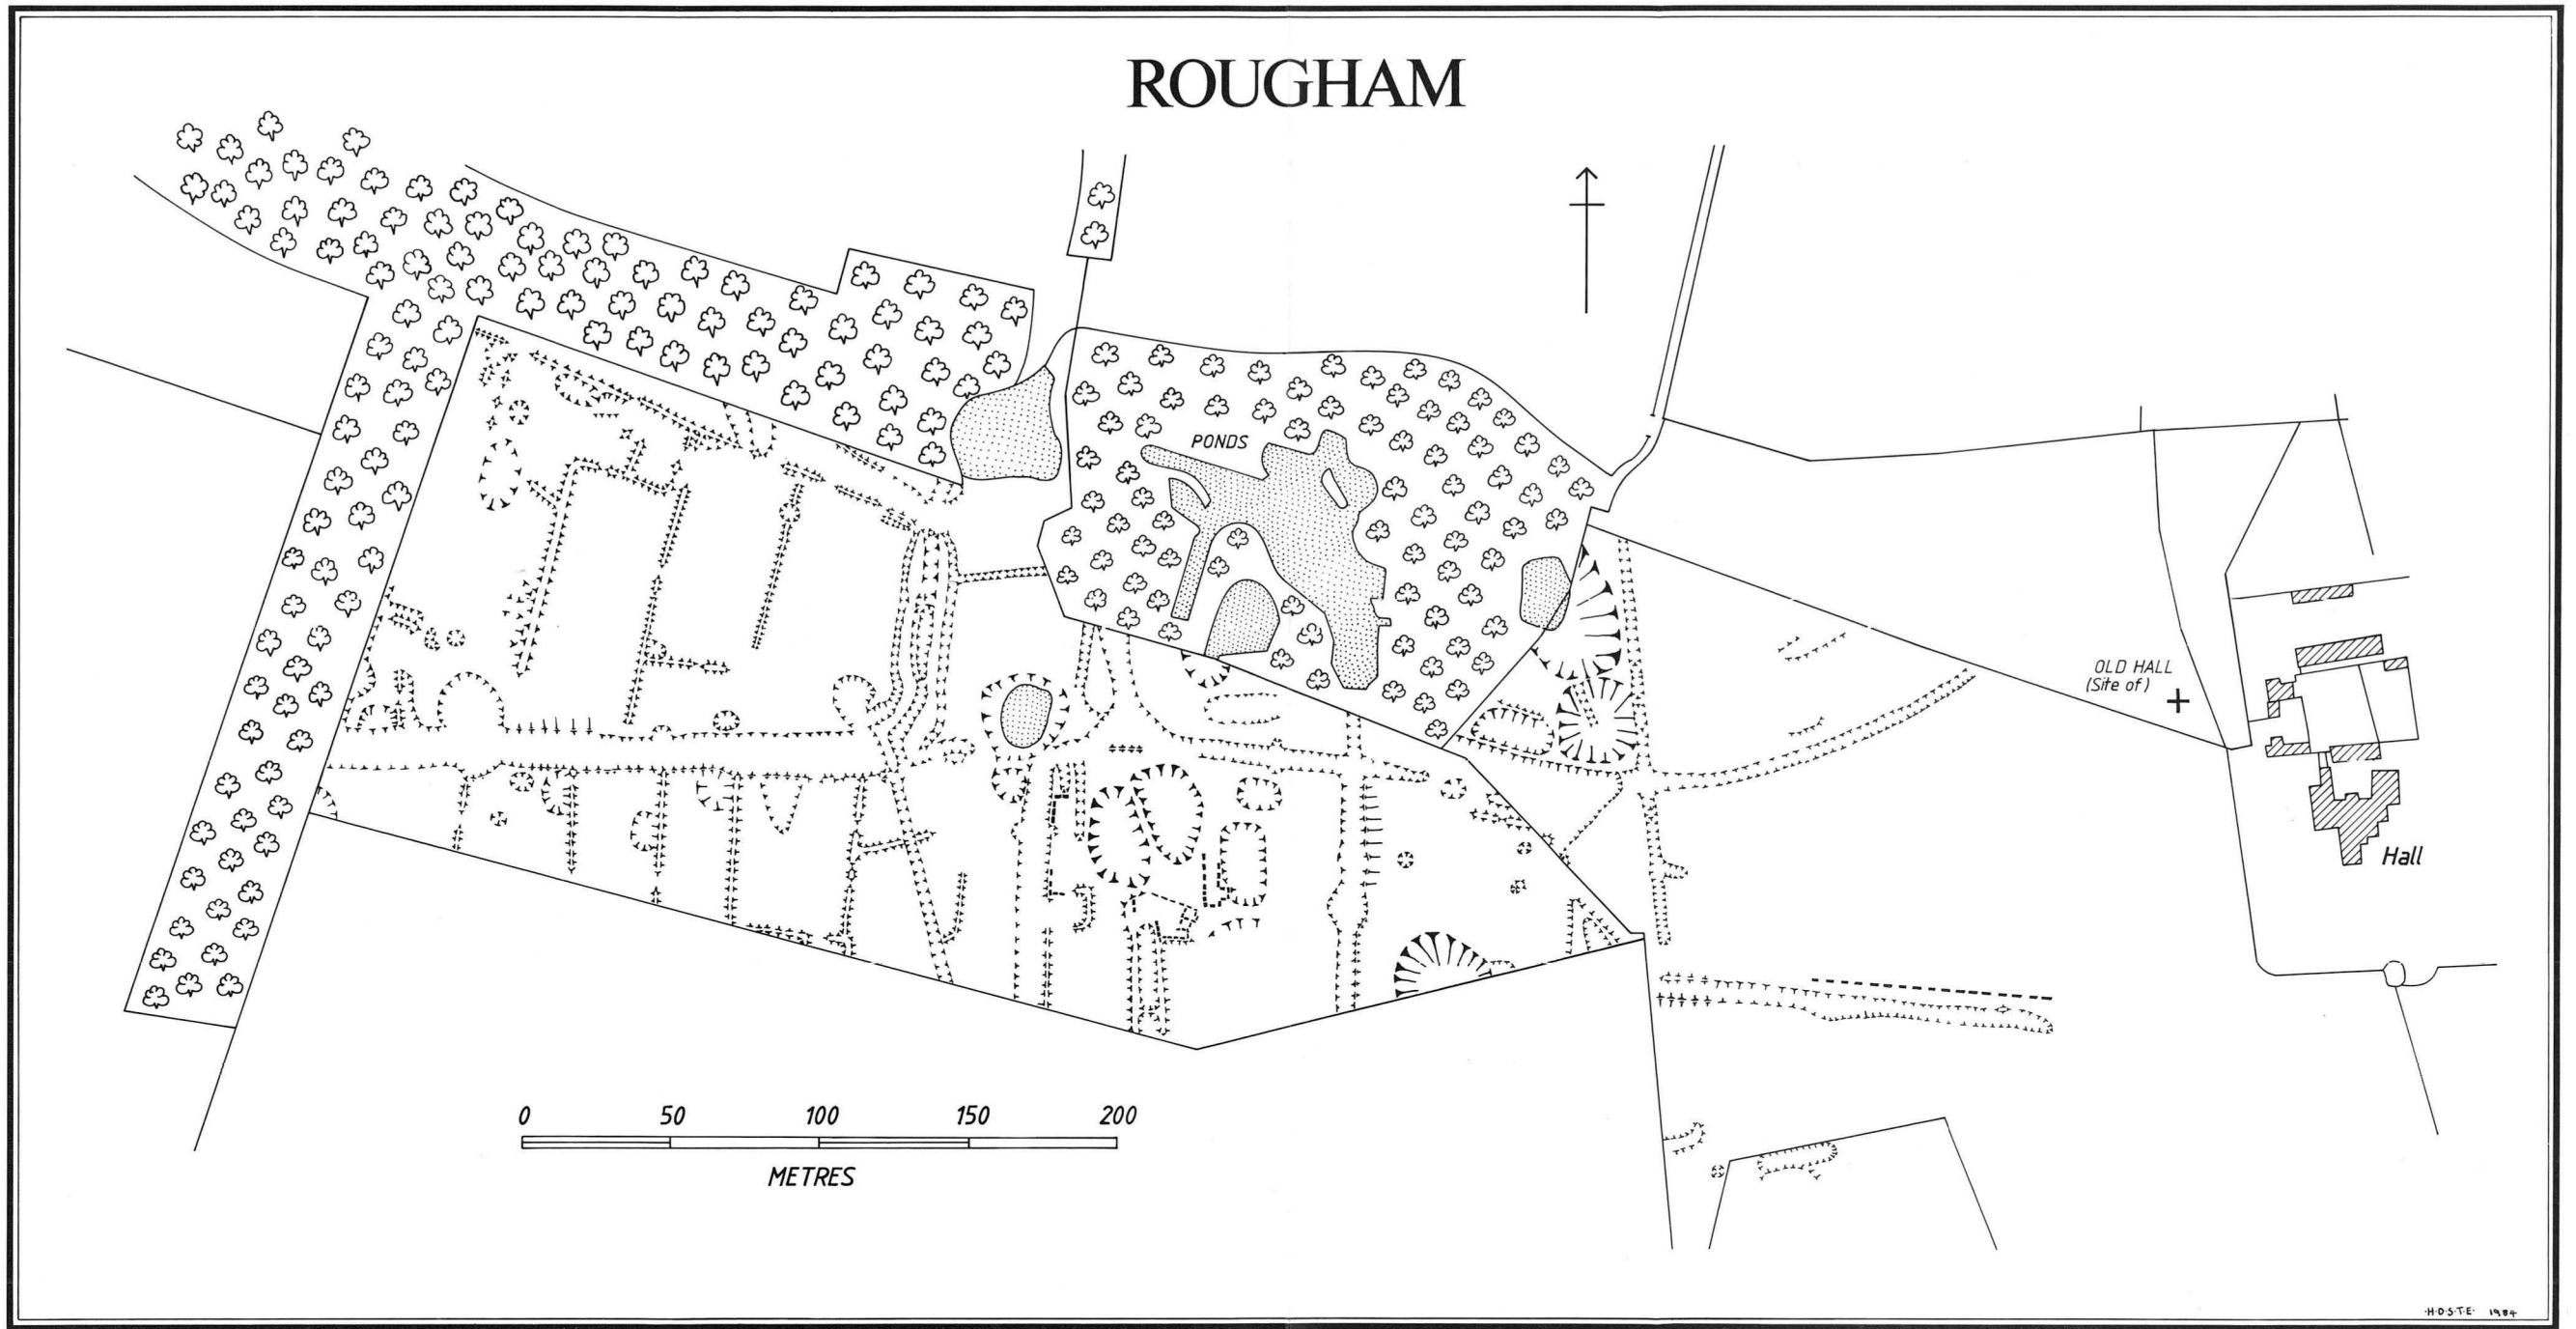 ROUGHAM
PONDS
OLD HALL
(Site of)
Hall
0 50 100 150 200
METRES
·H·D·S·T·E· 1984